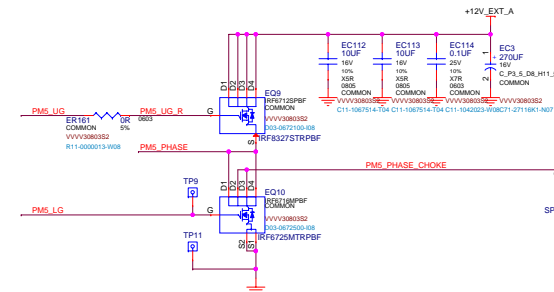 +12V_EXT_A
EC112
10UF
16V
10%
X5R
0805
COMMON
VVVV30803S2
C11-1067514-T04
EC113
10UF
16V
10%
X5R
0805
COMMON
VVVV30803S2
C11-1067514-T04
EC114
0.1UF
25V
10%
X7R
0603
COMMON
VVVV30803S2
C11-1042023-W08
1
2
EC3
270UF
16V
C_P3_5_D8_H11_
COMMON
VVVV30803S2
C71-27116K1-N07
D1
D2
D3
D4
EQ9
IRF6712SPBF
COMMON
VVVV30803S2
D03-0672100-I08
IRF8327STRPBF
G
S
PM5_UG
ER161
COMMON
VVVV30803S2
R11-0000013-W08
0R
5%
PM5_UG_R
0603
PM5_PHASE
PM5_PHASE_CHOKE
D1
D2
D3
D4
EQ10
IRF6716MPBF
COMMON
VVVV30803S2
D03-0672500-I08
IRF6725MTRPBF
G
S2
S1
TP9
PM5_LG
TP11
SP